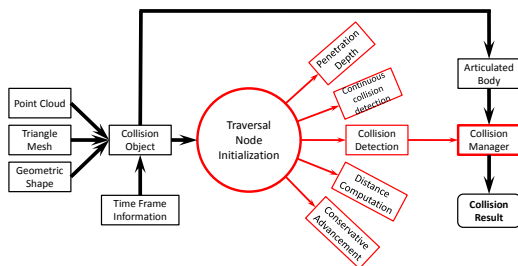 Penetration
Depth
Continuous
collision
detection
Articulated
Body
Point Cloud
Triangle
Mesh
Geometric
Shape
Collision
Object
Traversal
Node
Initialization
Collision
Detection
Collision
Manager
Time Frame
Information
Distance
Computation
Conservative
Advancement
Collision
Result